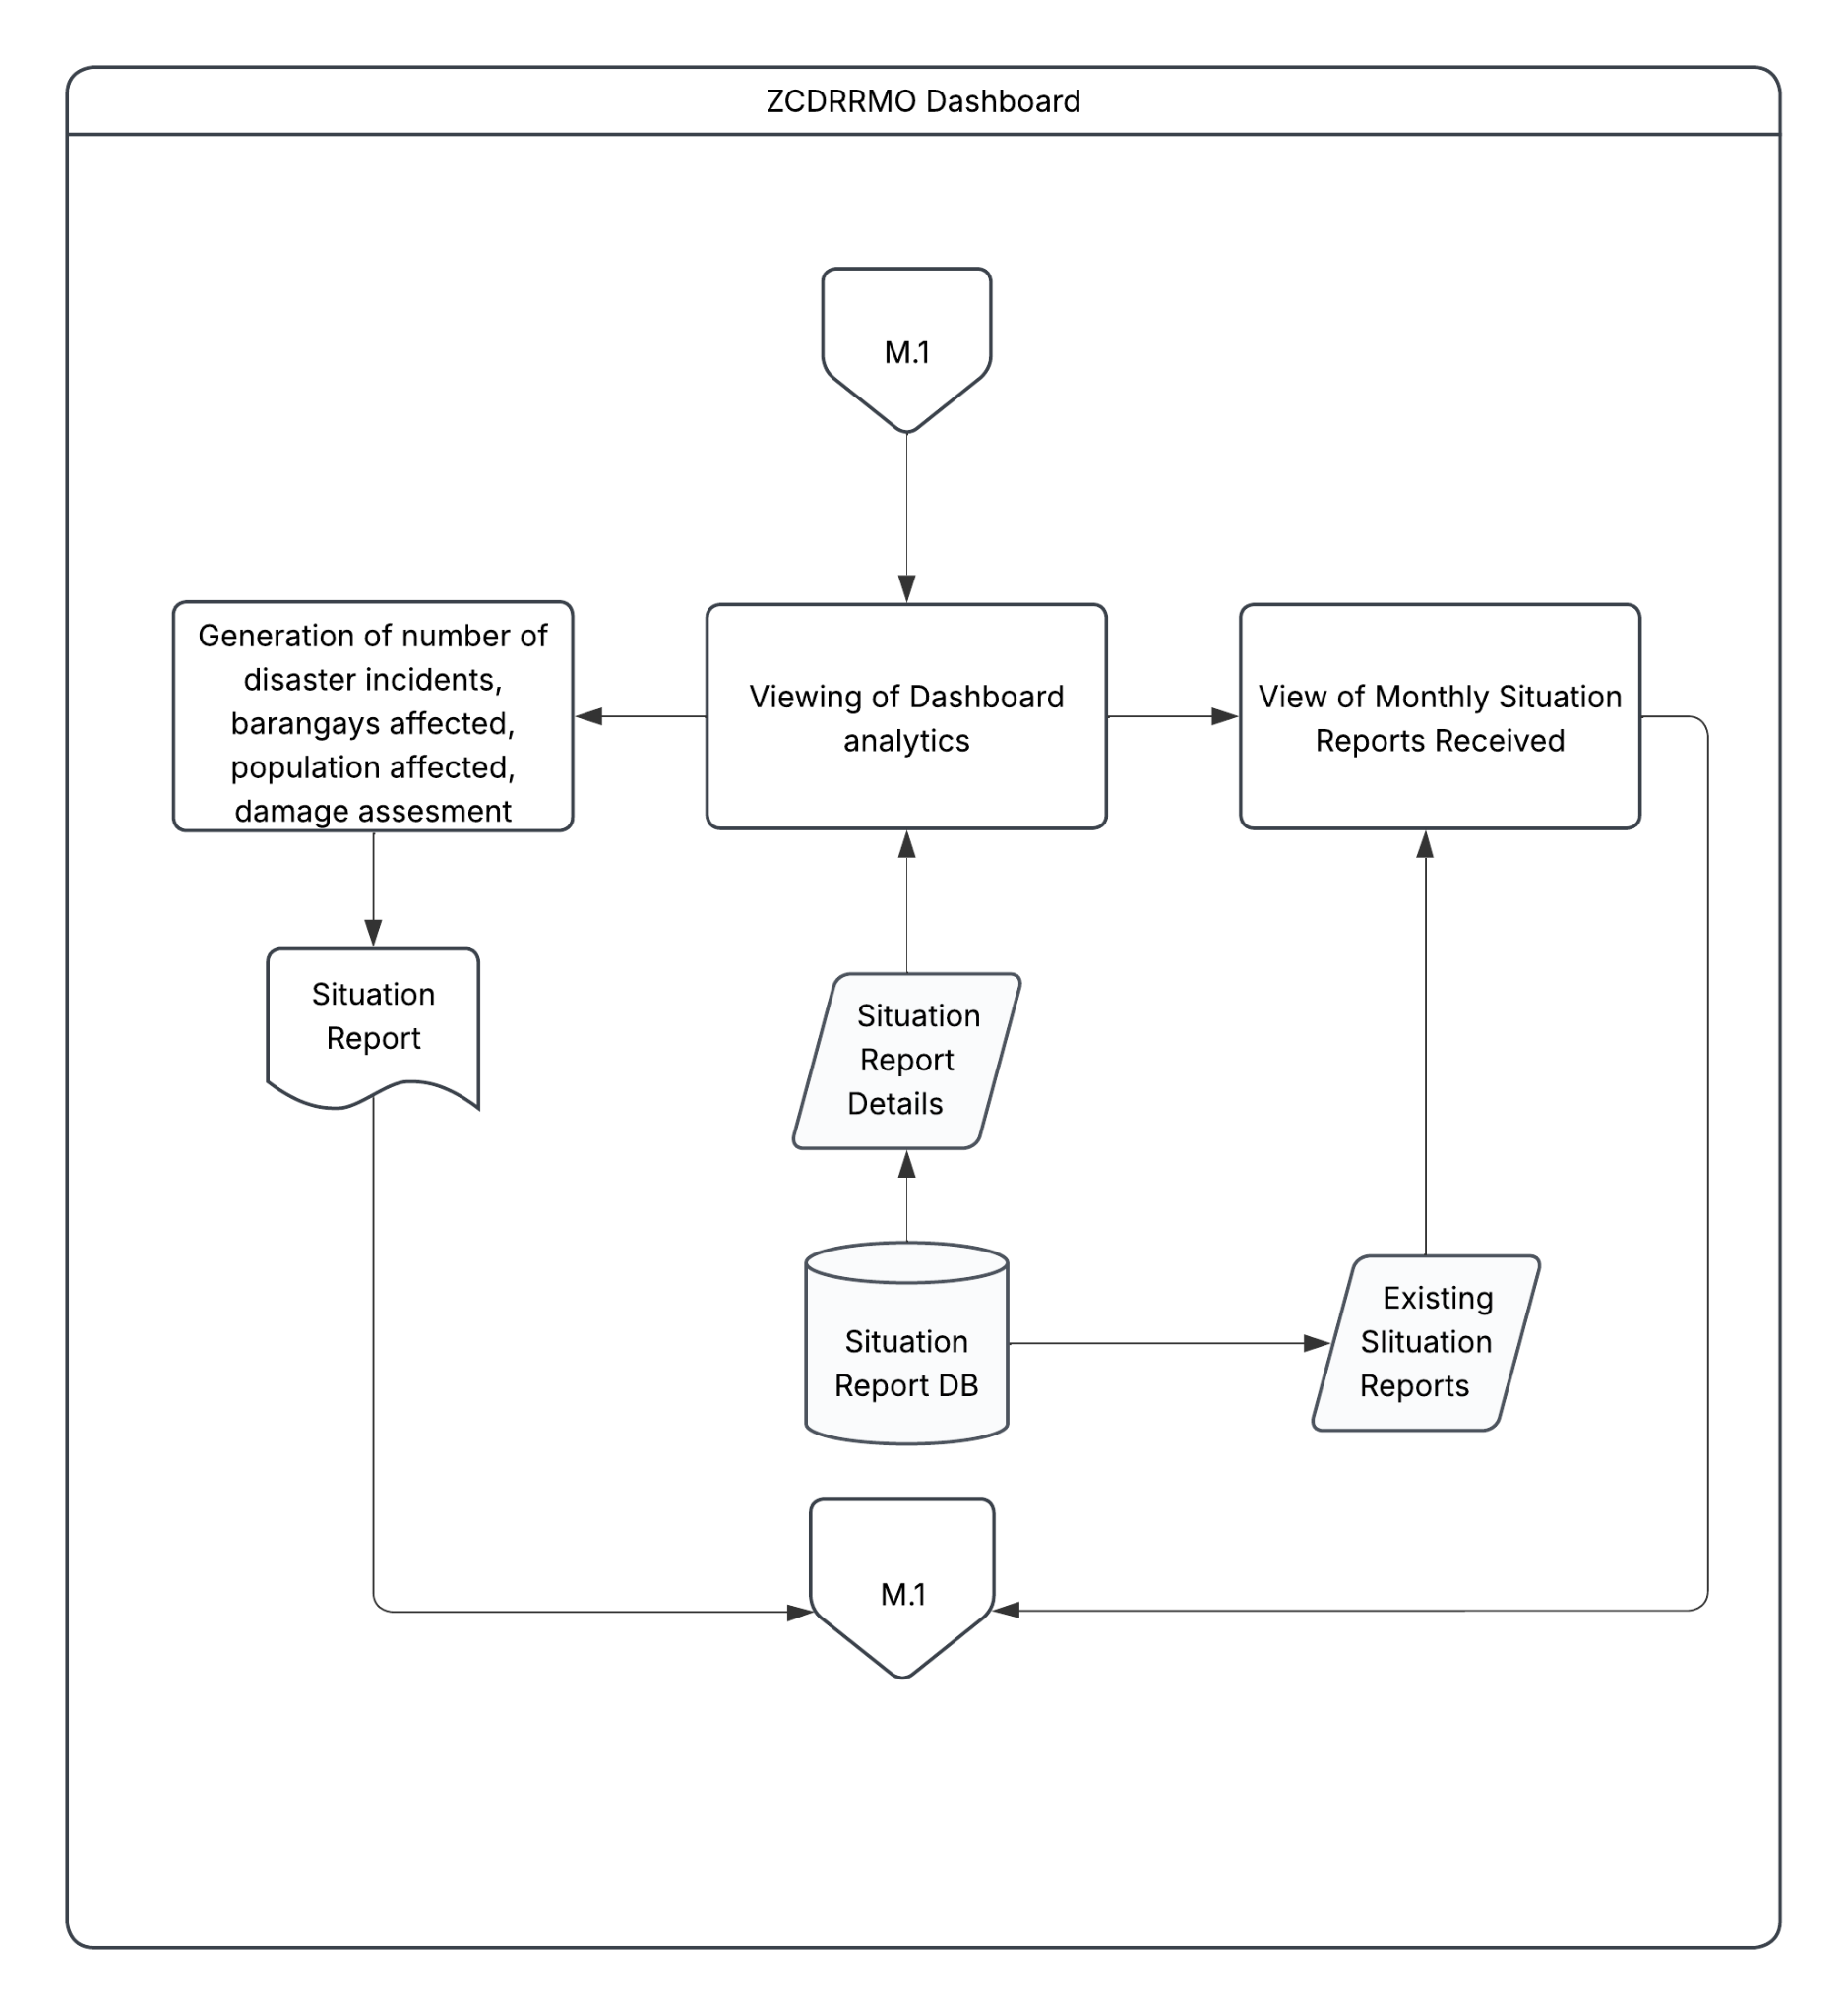 ZCDRRMO Dashboard
M.1
Generation of number of
disaster incidents,
barangays affected,
population affected,
damage assesment
Viewing of Dashboard
analytics
View of Monthly Situation
Reports Received
Situation
Report
Situation
Report
Details
Situation
Report DB
Existing
Slituation
Reports
M.1